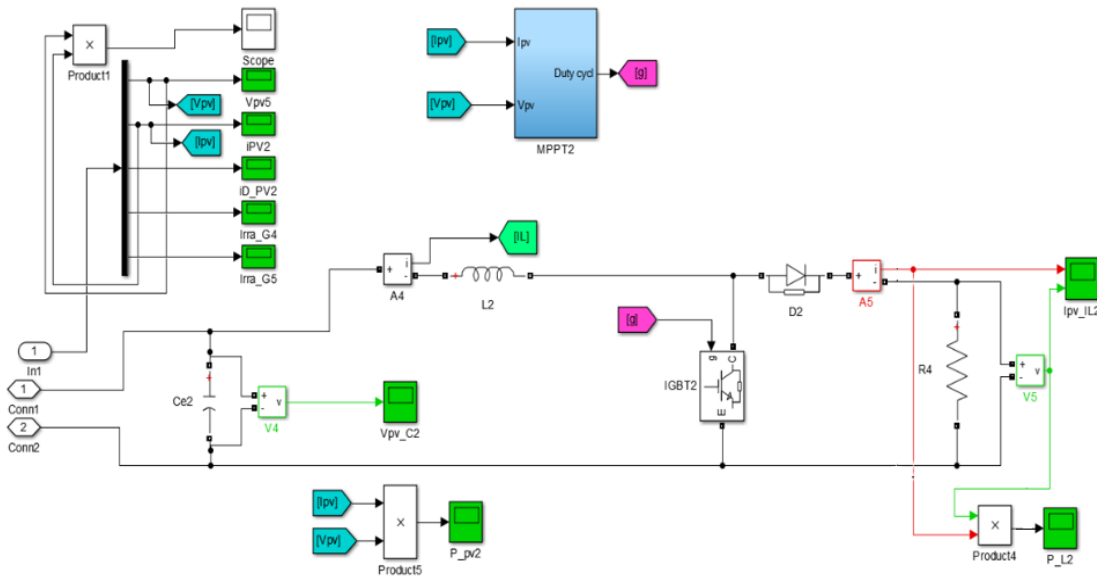 Product1
Scope
Vpv5
[Vpv]
iPV2
[Ipv]
iD_PV2
Irra_G4
Irra_G5
[Ipv]
Ipv
Duty cycl
[g]
[Vpv]
Vpv
MPPT2
[IL]
+
-
i
A4
+
L2
D2
+
-
i
A5
Ipv_IL2
[g]
g
C
E
IGBT2
+
R4
+
-
v
V5
1
In1
1
Conn1
2
Conn2
+
Ce2
+
-
v
V4
Vpv_C2
[Ipv]
[Vpv]
×
Product5
P_pv2
×
Product4
P_L2
×